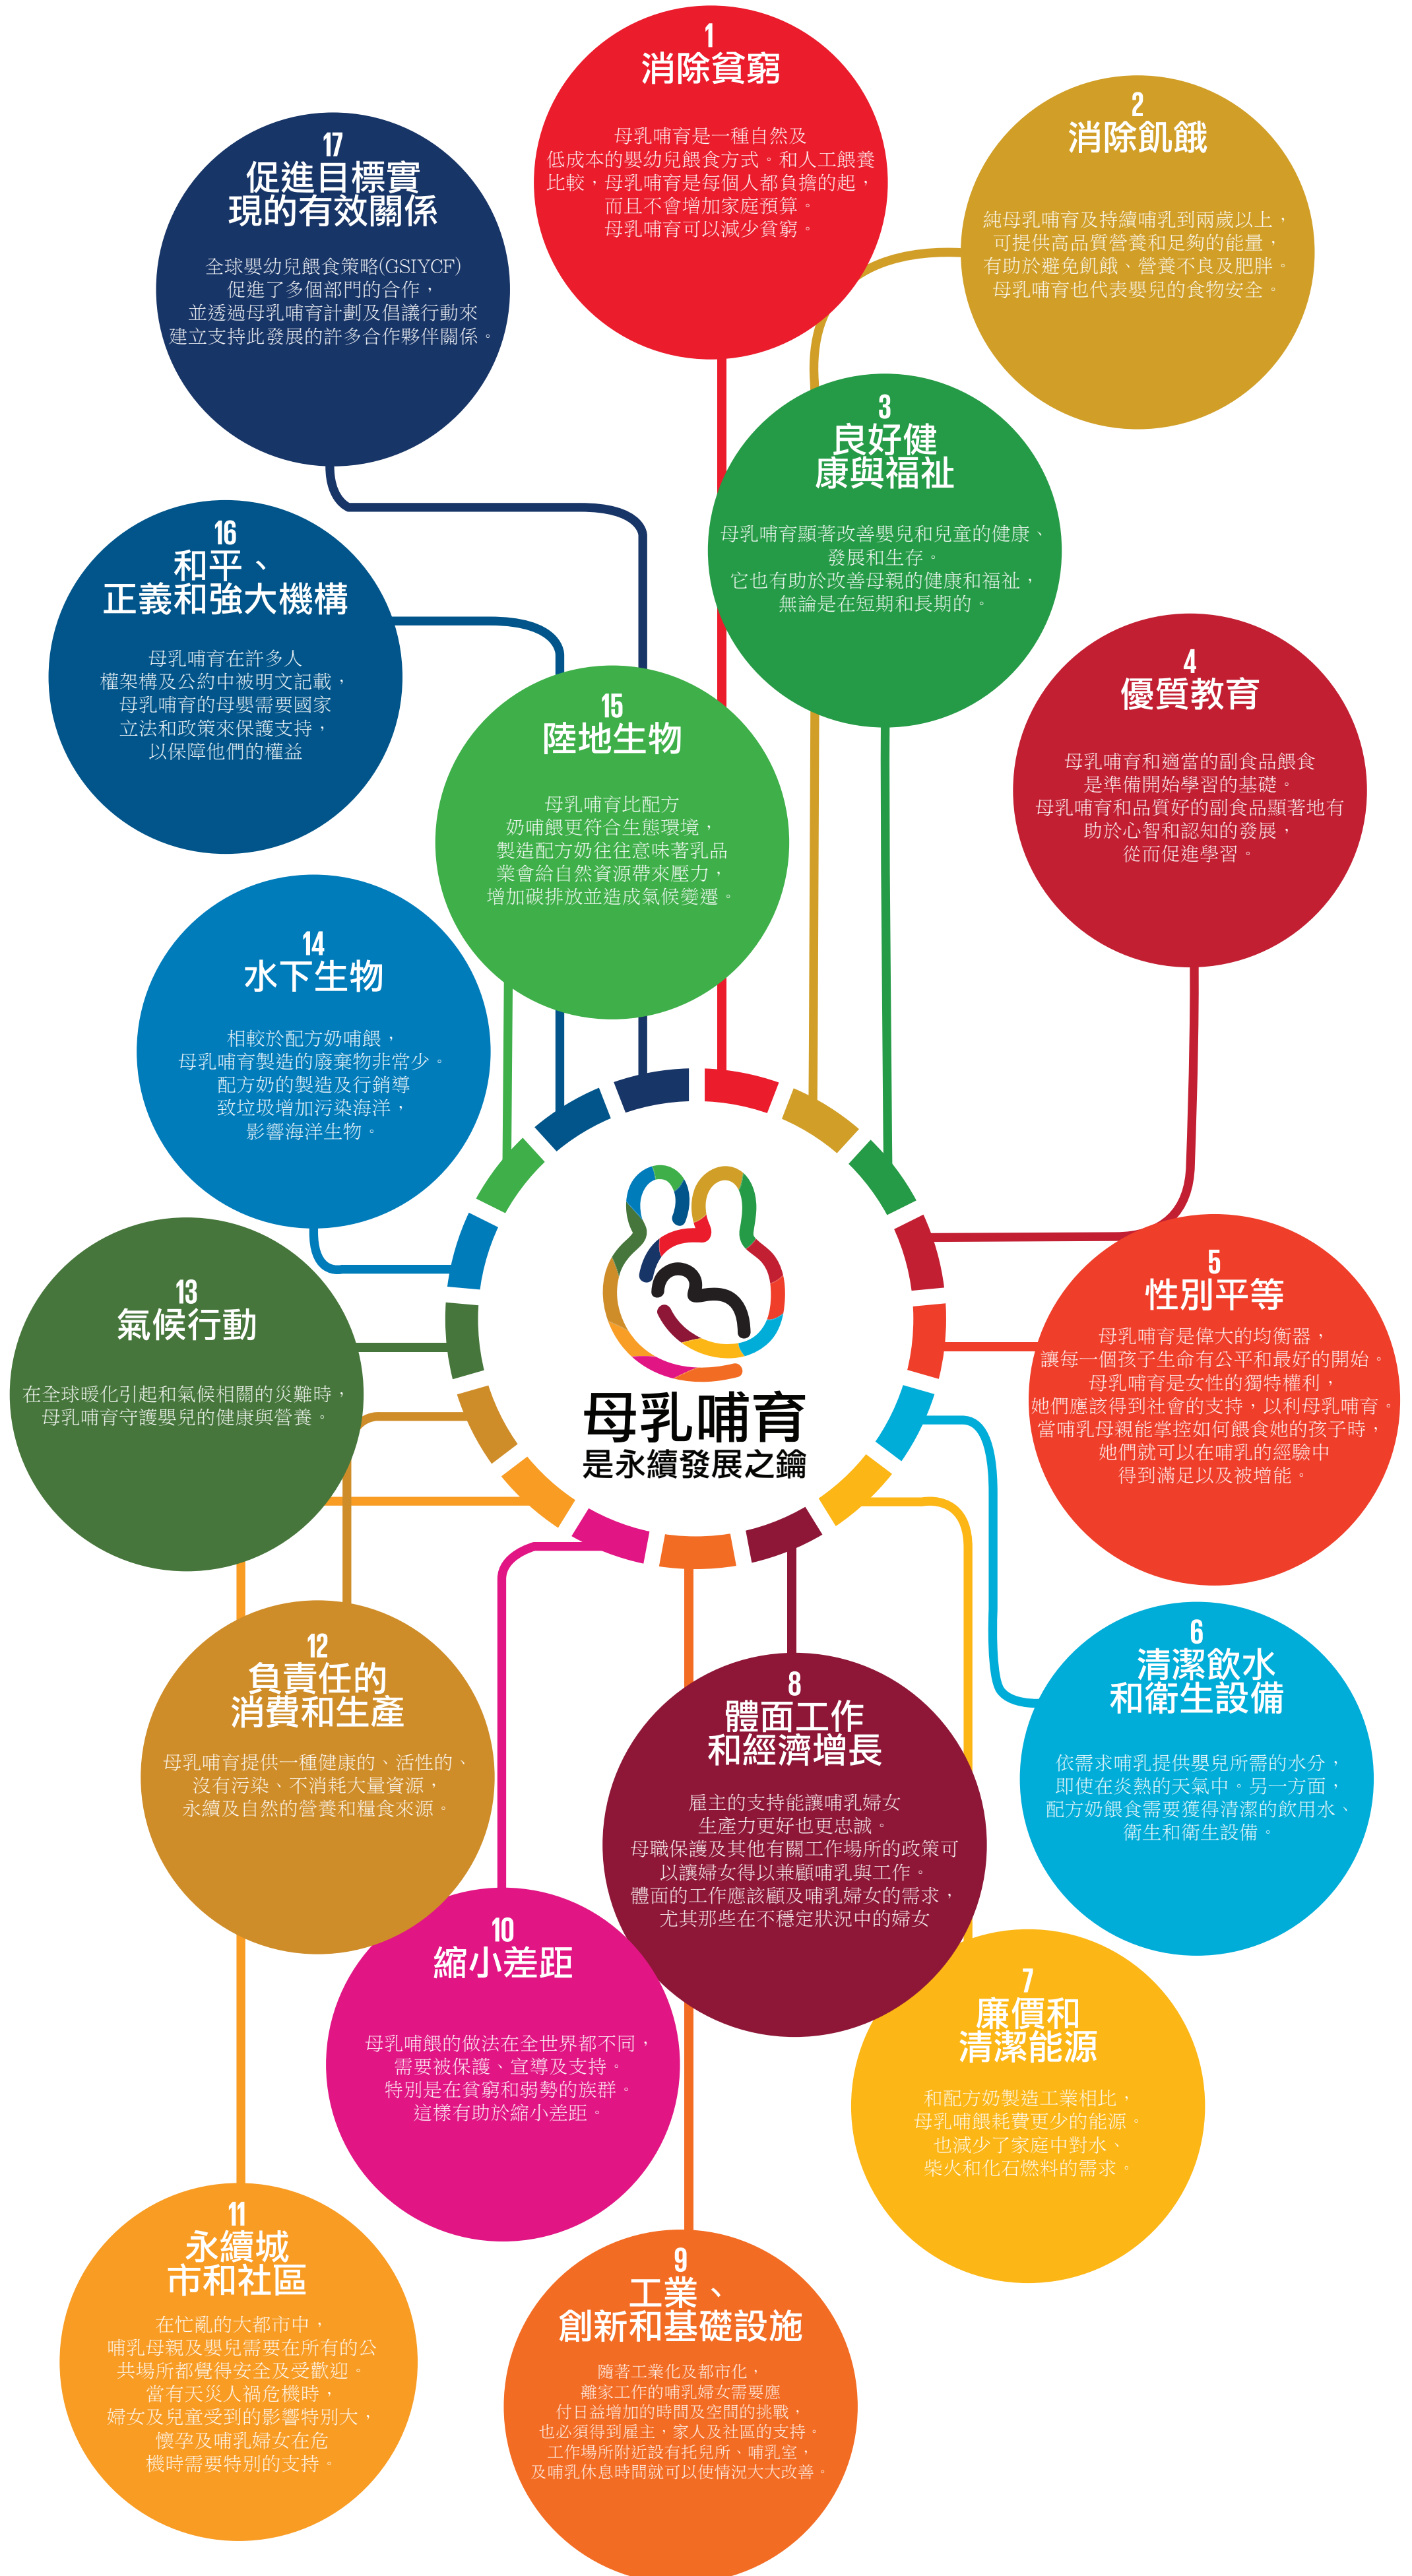 1
消除貧窮
母乳哺育是一種自然及
低成本的嬰幼兒餵食方式。和人工餵養
比較，母乳哺育是每個人都負擔的起，
而且不會增加家庭預算。
母乳哺育可以減少貧窮。
2
消除飢餓
純母乳哺育及持續哺乳到兩歲以上，
可提供高品質營養和足夠的能量，
有助於避免飢餓、營養不良及肥胖。
母乳哺育也代表嬰兒的食物安全。
17
促進目標實
現的有效關係
全球嬰幼兒餵食策略(GSIYCF)
促進了多個部門的合作，
並透過母乳哺育計劃及倡議行動來
建立支持此發展的許多合作夥伴關係。
3
良好健
康與福祉
母乳哺育顯著改善嬰兒和兒童的健康、
發展和生存。
它也有助於改善母親的健康和福祉，
無論是在短期和長期的。
16
和平、
正義和強大機構
母乳哺育在許多人
權架構及公約中被明文記載，
母乳哺育的母嬰需要國家
立法和政策來保護支持，
以保障他們的權益
4
優質教育
母乳哺育和適當的副食品餵食
是準備開始學習的基礎。
母乳哺育和品質好的副食品顯著地有
助於心智和認知的發展，
從而促進學習。
15
陸地生物
母乳哺育比配方
奶哺餵更符合生態環境，
製造配方奶往往意味著乳品
業會給自然資源帶來壓力，
增加碳排放並造成氣候變遷。
14
水下生物
相較於配方奶哺餵，
母乳哺育製造的廢棄物非常少。
配方奶的製造及行銷導
致垃圾增加污染海洋，
影響海洋生物。
5
性別平等
母乳哺育是偉大的均衡器，
讓每一個孩子生命有公平和最好的開始。
母乳哺育是女性的獨特權利，
她們應該得到社會的支持，以利母乳哺育。
當哺乳母親能掌控如何餵食她的孩子時，
她們就可以在哺乳的經驗中
得到滿足以及被增能。
13
氣候行動
在全球暖化引起和氣候相關的災難時，
母乳哺育守護嬰兒的健康與營養。
母乳哺育
是永續發展之鑰
6
清潔飲水
和衛生設備
依需求哺乳提供嬰兒所需的水分，
即使在炎熱的天氣中。另一方面，
配方奶餵食需要獲得清潔的飲用水、
衛生和衛生設備。
12
負責任的
消費和生產
母乳哺育提供一種健康的、活性的、
沒有污染、不消耗大量資源，
永續及自然的營養和糧食來源。
8
體面工作
和經濟增長
雇主的支持能讓哺乳婦女
生產力更好也更忠誠。
母職保護及其他有關工作場所的政策可
以讓婦女得以兼顧哺乳與工作。
體面的工作應該顧及哺乳婦女的需求，
尤其那些在不穩定狀況中的婦女
10
縮小差距
母乳哺餵的做法在全世界都不同，
需要被保護、宣導及支持。
特別是在貧窮和弱勢的族群。
這樣有助於縮小差距。
7
廉價和
清潔能源
和配方奶製造工業相比，
母乳哺餵耗費更少的能源。
也減少了家庭中對水、
柴火和化石燃料的需求。
11
永續城
市和社區
在忙亂的大都市中，
哺乳母親及嬰兒需要在所有的公
共場所都覺得安全及受歡迎。
當有天災人禍危機時，
婦女及兒童受到的影響特別大，
懷孕及哺乳婦女在危
機時需要特別的支持。
9
工業、
創新和基礎設施
隨著工業化及都市化，
離家工作的哺乳婦女需要應
付日益增加的時間及空間的挑戰，
也必須得到雇主，家人及社區的支持。
工作場所附近設有托兒所、哺乳室，
及哺乳休息時間就可以使情況大大改善。